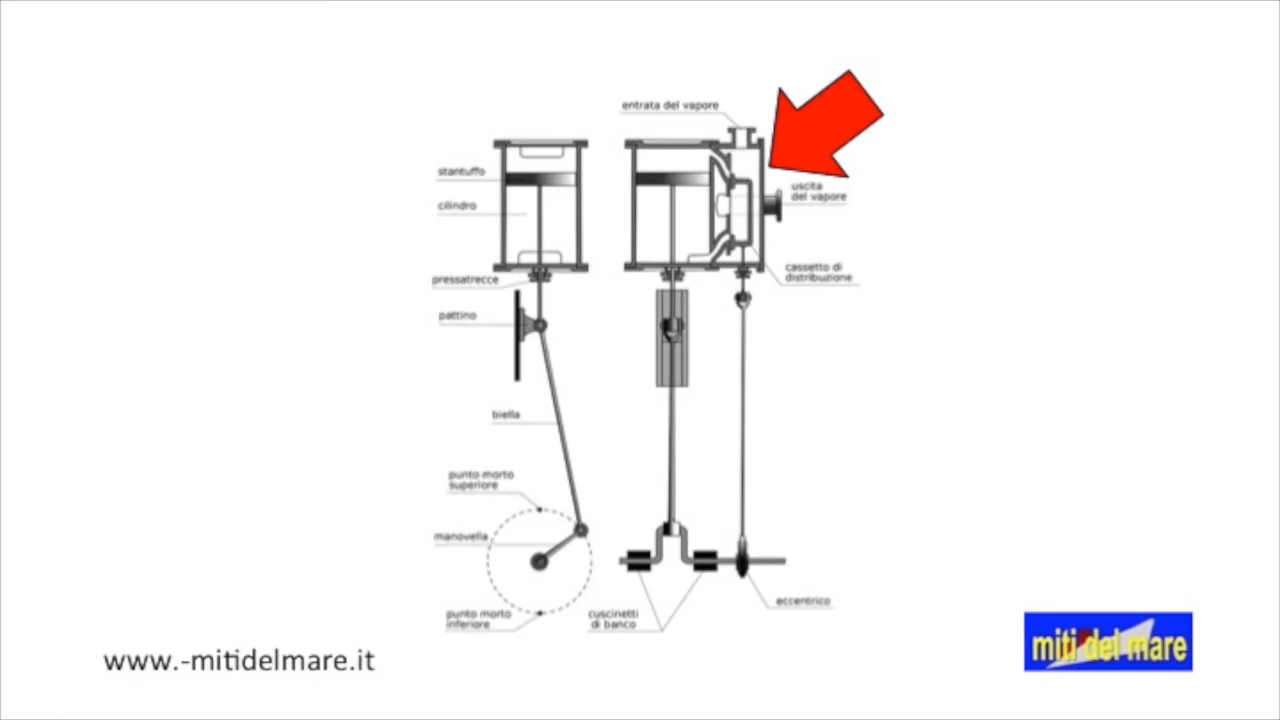 entrata del vapore
stantuffo
cilindro
uscita
del vapore
pressatrecce
cassetto di
distribuzione
pattino
biella
punto morto
superiore
manovella
punto morto
inferiore
cuscinetti
di banco
eccentrico
www.-mitidelmare.it
miti del mare